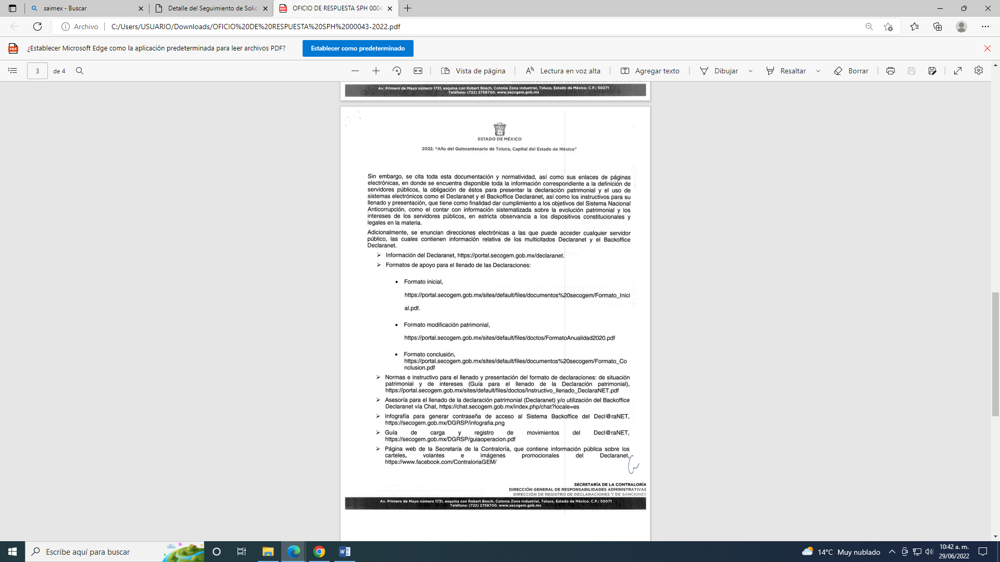 saimex - Buscar
Detalle del Seguimiento de Solic
OFICIO DE RESPUESTA SPH 0004
Archivo
C:/Users/USUARIO/Downloads/OFICIO%20DE%20RESPUESTA%20SPH%2000043-2022.pdf
PDF
¿Establecer Microsoft Edge como la aplicación predeterminada para leer archivos PDF?
Establecer como predeterminado
3
de 4
Vista de página
Lectura en voz alta
Agregar texto
Dibujar
Resaltar
Borrar
Av. Primero de Mayo número 1731, esquina con Robert Bosch, Colonia Zona Industrial, Toluca, Estado de México. C.P.: 50071
Teléfono: (722) 2756700. www.secogem.gob.mx
ESTADO DE MÉXICO
2022. “Año del Quincentenario de Toluca, Capital del Estado de México”
Sin embargo, se cita toda esta documentación y normatividad, así como sus enlaces de páginas
electrónicas, en donde se encuentra disponible toda la información correspondiente a la definición de
servidores públicos, la obligación de éstos para presentar la declaración patrimonial y el uso de
sistemas electrónicos como el Declaranet y el Backoffice Declaranet, así como los instructivos para su
llenado y presentación, que tiene como finalidad dar cumplimiento a los objetivos del Sistema Nacional
Anticorrupción, como el contar con información sistematizada sobre la evolución patrimonial y los
intereses de los servidores públicos, en estricta observancia a los dispositivos constitucionales y
legales en la materia.
Adicionalmente, se enuncian direcciones electrónicas a las que puede acceder cualquier servidor
público, las cuales contienen información relativa de los multicitados Declaranet y el Backoffice
Declaranet.
➢ Información del Declaranet, https://portal.secogem.gob.mx/declaranet.
➢ Formatos de apoyo para el llenado de las Declaraciones:
• Formato inicial,
https://portal.secogem.gob.mx/sites/default/files/documentos%20secogem/Formato_Inici
al.pdf.
• Formato modificación patrimonial,
https://portal.secogem.gob.mx/sites/default/files/doctos/FormatoAnualidad2020.pdf
• Formato conclusión,
https://portal.secogem.gob.mx/sites/default/files/documentos%20secogem/Formato_Co
nclusion.pdf
➢ Normas e instructivo para el llenado y presentación del formato de declaraciones: de situación
patrimonial y de intereses (Guía para el llenado de la Declaración patrimonial),
https://portal.secogem.gob.mx/sites/default/files/doctos/Instructivo_llenado_DeclaraNET.pdf
➢ Asesoría para el llenado de la declaración patrimonial (Declaranet) y/o utilización del Backoffice
Declaranet vía Chat, https://chat.secogem.gob.mx/index.php/chat?locale=es
➢ Infografía para generar contraseña de acceso al Sistema Backoffice del Decl@raNET,
https://secogem.gob.mx/DGRSP/infografia.png
➢ Guía de carga y registro de movimientos del Decl@raNET,
https://secogem.gob.mx/DGRSP/guiaoperacion.pdf
➢ Página web de la Secretaría de la Contraloría, que contiene información pública sobre los
carteles, volantes e imágenes promocionales del Declaranet,
https://www.facebook.com/ContraloriaGEM/
SECRETARÍA DE LA CONTRALORÍA
DIRECCIÓN GENERAL DE RESPONSABILIDADES ADMINISTRATIVAS
DIRECCIÓN DE REGISTRO DE DECLARACIONES Y DE SANCIONES
Av. Primero de Mayo número 1731, esquina con Robert Bosch, Colonia Zona Industrial, Toluca, Estado de México. C.P.: 50071
Teléfono: (722) 2756700. www.secogem.gob.mx
Escribe aquí para buscar
14°C Muy nublado
10:42 a. m.
29/06/2022